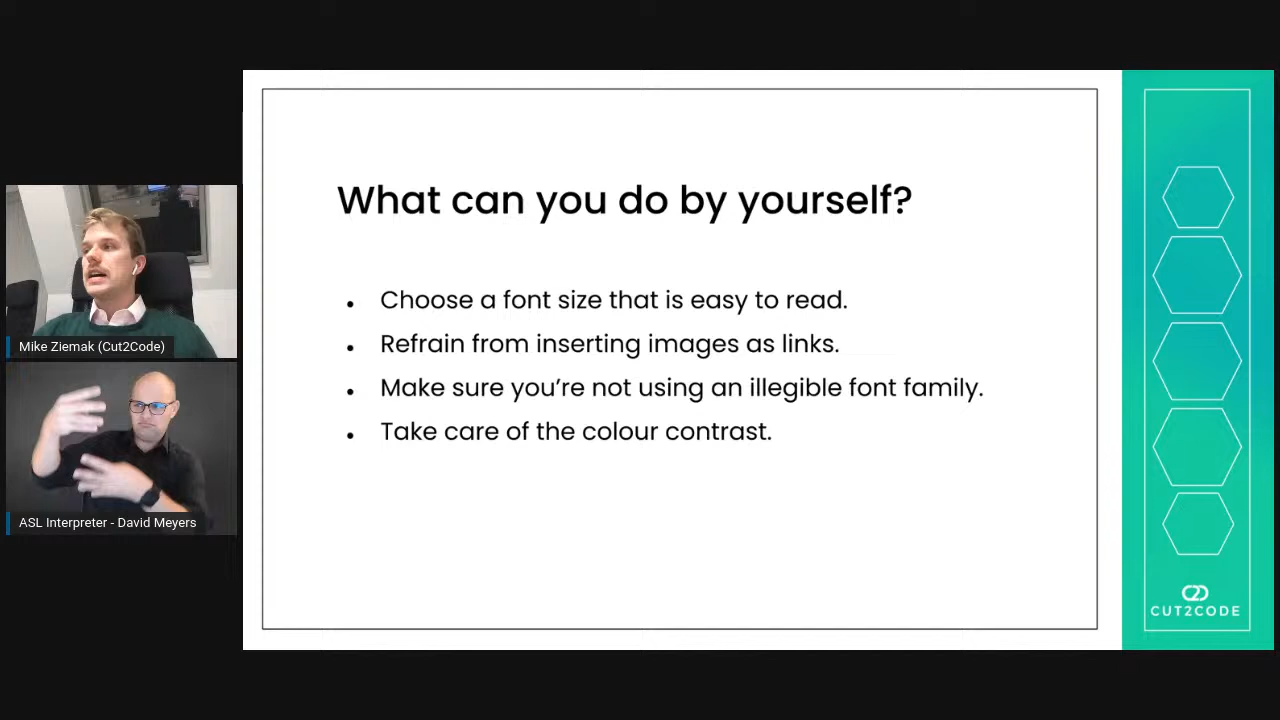 What can you do by yourself?
• Choose a font size that is easy to read.
• Refrain from inserting images as links.
• Make sure you’re not using an illegible font family.
• Take care of the colour contrast.
Mike Ziemak (Cut2Code)
ASL Interpreter - David Meyers
CUT2CODE